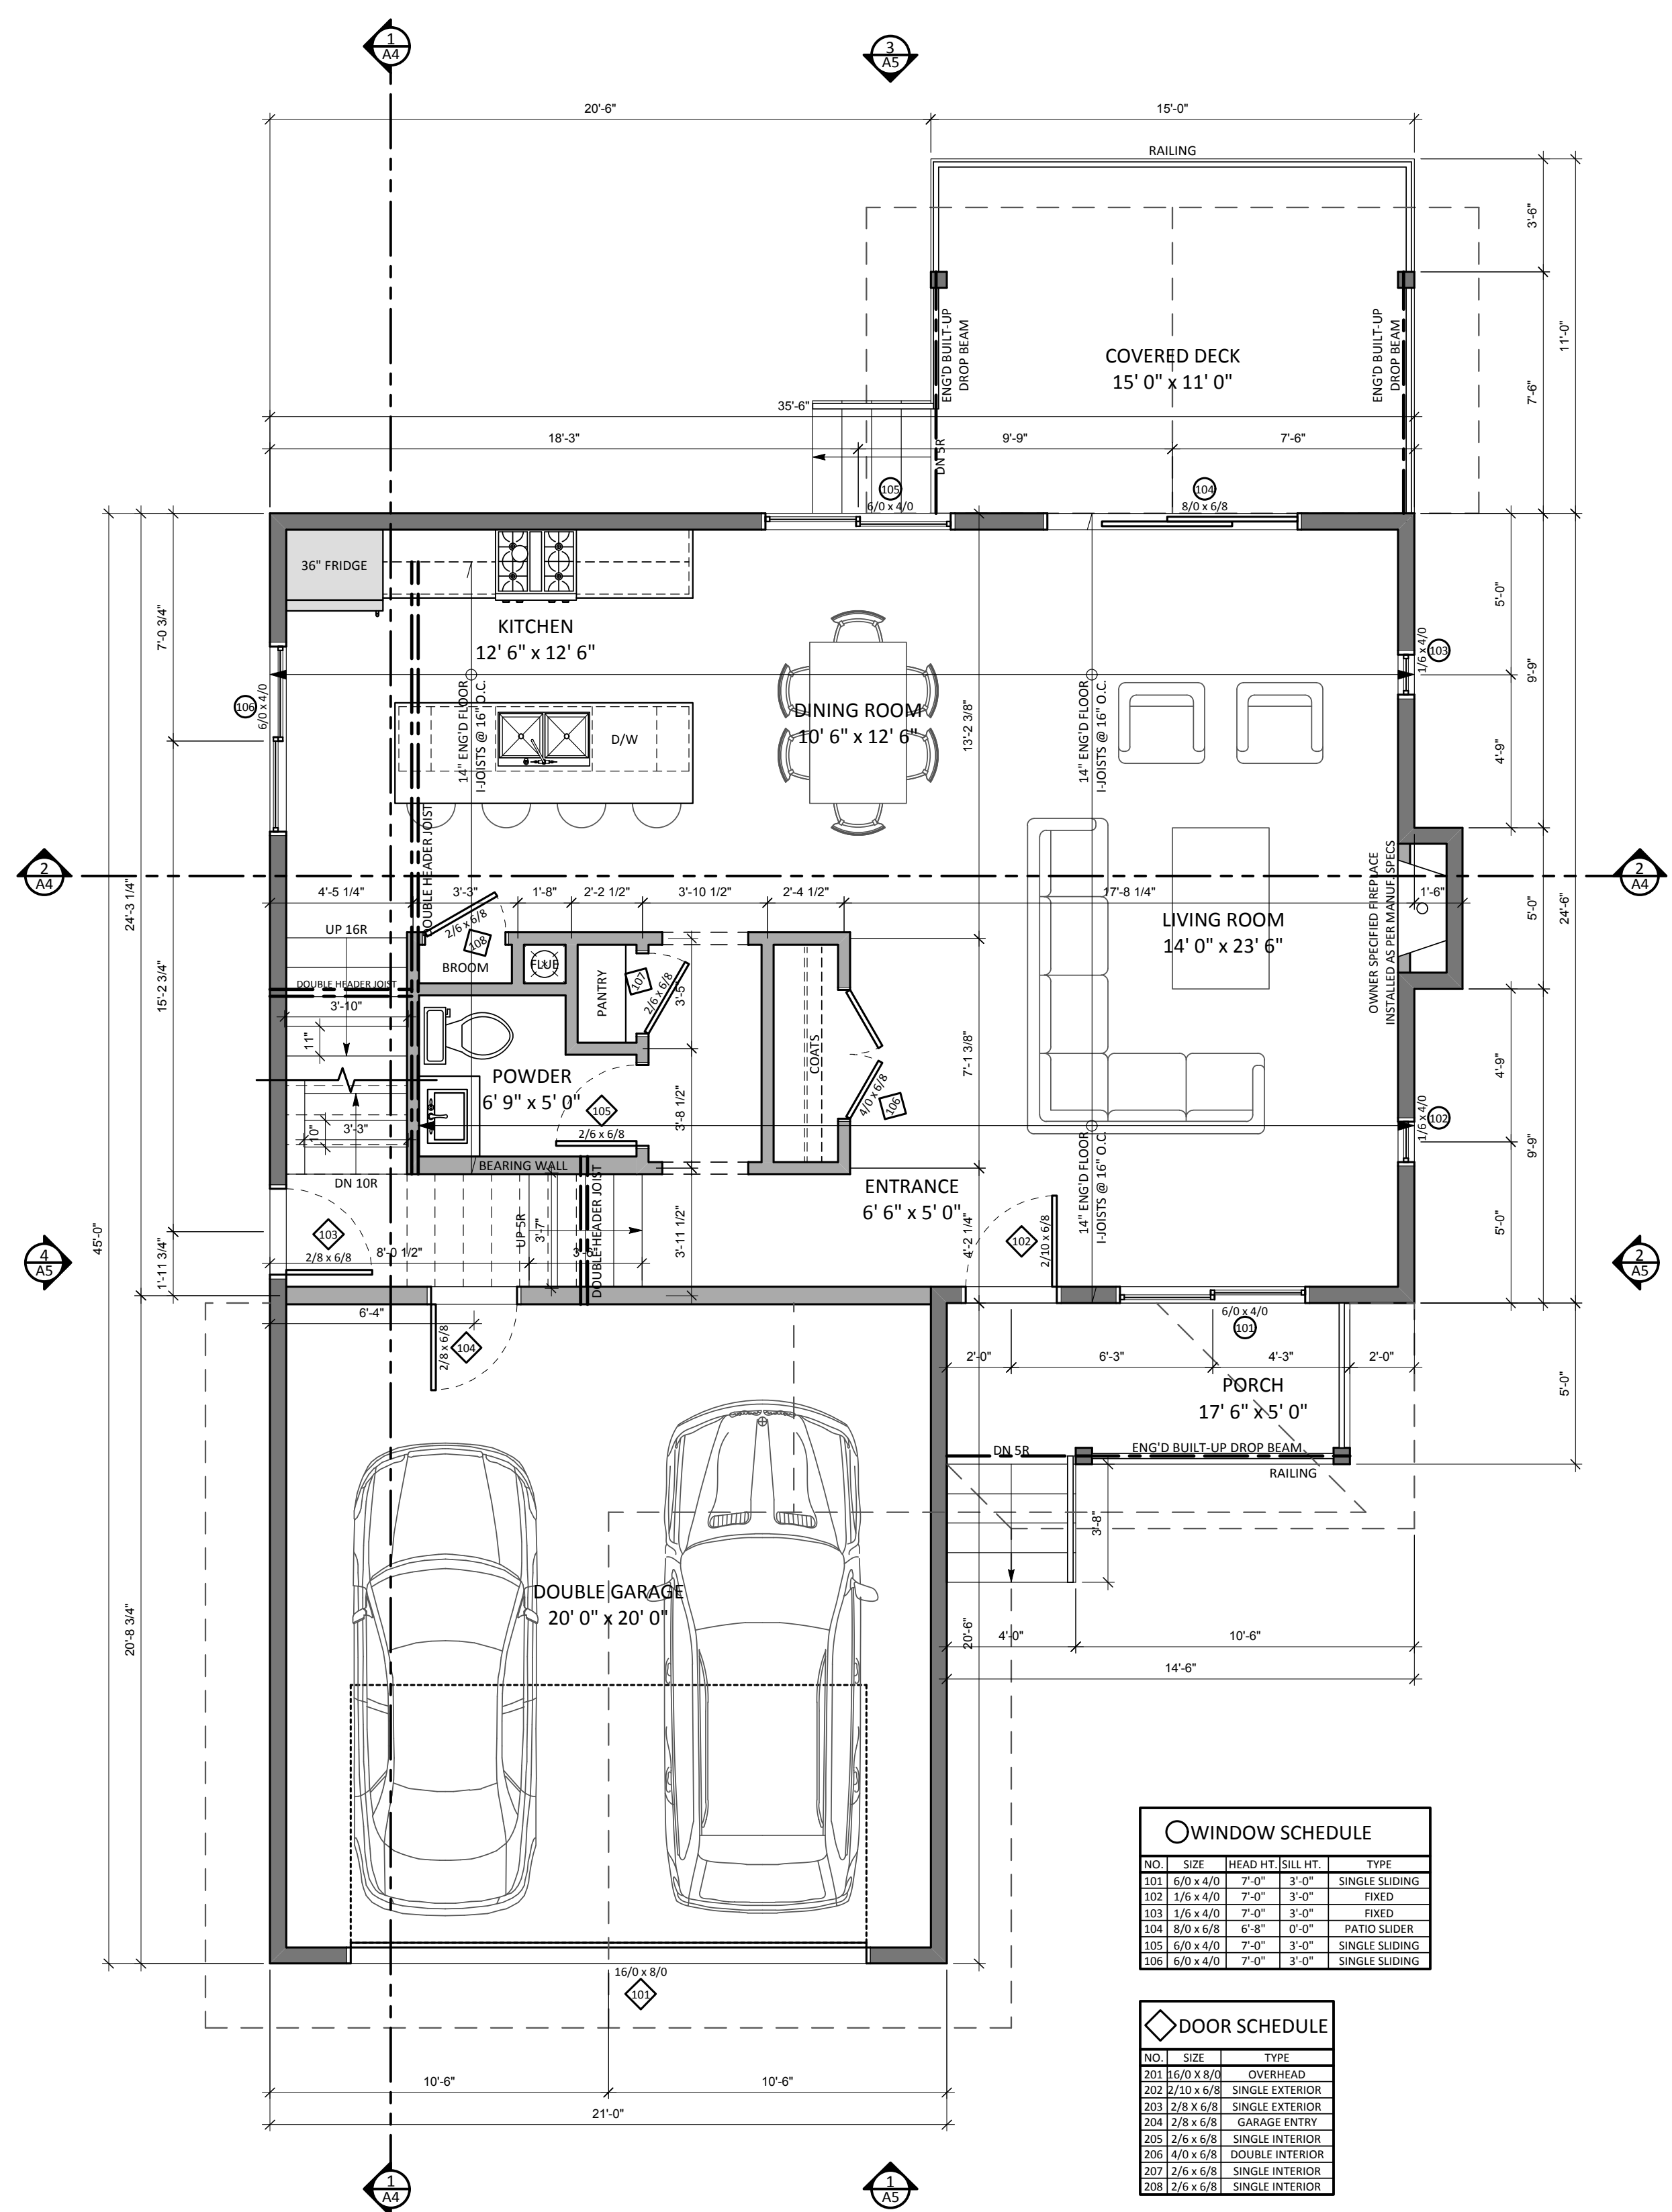 1
A4
3
A5
20'-6"
15'-0"
RAILING
3'-6"
11'-0"
7'-6"
ENG'D BUILT-UP
DROP BEAM
COVERED DECK
15' 0" x 11' 0"
ENG'D BUILT-UP
DROP BEAM
35'-6"
18'-3"
9'-9"
7'-6"
DN 5R
105
6/0 x 4/0
104
8/0 x 6/8
36" FRIDGE
KITCHEN
12' 6" x 12' 6"
7'-0 3/4"
5'-0"
1/6 x 4/0
103
9'-9"
106
6/0 x 4/0
14" ENG'D FLOOR
I-JOISTS @ 16" O.C.
D/W
DINING ROOM
10' 6" x 12' 6"
13'-2 3/8"
14" ENG'D FLOOR
I-JOISTS @ 16" O.C.
4'-9"
DOUBLE HEADER JOIST
2
A4
2
A4
24'-3 1/4"
4'-5 1/4"
3'-3"
1'-8"
2'-2 1/2"
3'-10 1/2"
2'-4 1/2"
17'-8 1/4"
1'-6"
OWNER SPECIFIED FIREPLACE
INSTALLED AS PER MANUF. SPECS
5'-0"
24'-6"
UP 16R
2/6 x 6/8
108
BROOM
FLUE
PANTRY
107
2/6 x 6/8
3'-5"
LIVING ROOM
14' 0" x 23' 6"
DOUBLE HEADER JOIST
3'-10"
15'-2 3/4"
11"
COATS
7'-1 3/8"
4'-9"
POWDER
6' 9" x 5' 0"
105
2/6 x 6/8
3'-8 1/2"
4/0 x 6/8
106
1/6 x 4/0
102
10"
3'-3"
BEARING WALL
DN 10R
ENTRANCE
6' 6" x 5' 0"
14" ENG'D FLOOR
I-JOISTS @ 16" O.C.
9'-9"
45'-0"
4
A5
103
2/8 x 6/8
8'-0 1/2"
UP 5R
3'-7"
3'-6"
DOUBLE HEADER JOIST
3'-11 1/2"
4'-2 1/4"
102
2/10 x 6/8
5'-0"
2
A5
1'-11 3/4"
6'-4"
2/8 x 6/8
104
6/0 x 4/0
101
2'-0"
6'-3"
4'-3"
2'-0"
5'-0"
PORCH
17' 6" x 5' 0"
DN 5R
ENG'D BUILT-UP DROP BEAM
RAILING
3'-8"
DOUBLE GARAGE
20' 0" x 20' 0"
20'-8 3/4"
20'-6"
4'-0"
10'-6"
14'-6"
16/0 x 8/0
101
10'-6"
10'-6"
21'-0"
1
A4
1
A5
WINDOW SCHEDULE
NO. SIZE HEAD HT. SILL HT. TYPE
101 6/0 x 4/0 7'-0" 3'-0" SINGLE SLIDING
102 1/6 x 4/0 7'-0" 3'-0" FIXED
103 1/6 x 4/0 7'-0" 3'-0" FIXED
104 8/0 x 6/8 6'-8" 0'-0" PATIO SLIDER
105 6/0 x 4/0 7'-0" 3'-0" SINGLE SLIDING
106 6/0 x 4/0 7'-0" 3'-0" SINGLE SLIDING
DOOR SCHEDULE
NO. SIZE TYPE
201 16/0 X 8/0 OVERHEAD
202 2/10 x 6/8 SINGLE EXTERIOR
203 2/8 X 6/8 SINGLE EXTERIOR
204 2/8 x 6/8 GARAGE ENTRY
205 2/6 x 6/8 SINGLE INTERIOR
206 4/0 x 6/8 DOUBLE INTERIOR
207 2/6 x 6/8 SINGLE INTERIOR
208 2/6 x 6/8 SINGLE INTERIOR